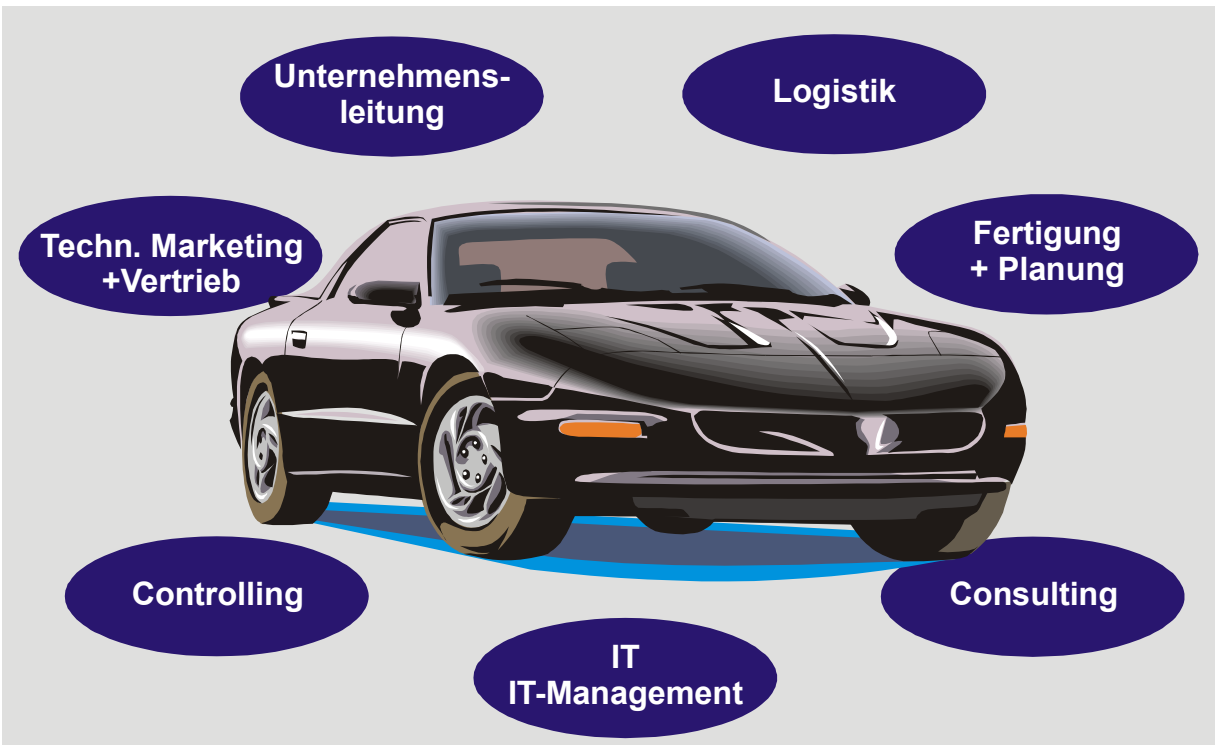 Unternehmens-
leitung
Logistik
Techn. Marketing
+Vertrieb
Fertigung
+ Planung
Controlling
Consulting
IT
IT-Management